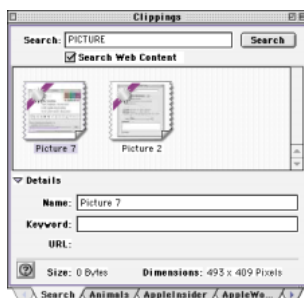 Clippings
Search: PICTURE Search
Search Web Content
Picture 7 Picture 2
Details
Name: Picture 7
Keyword:
URL:
Size: 0 Bytes Dimensions: 493 x 409 Pixels
Search Animals AppleInsider AppleWo...